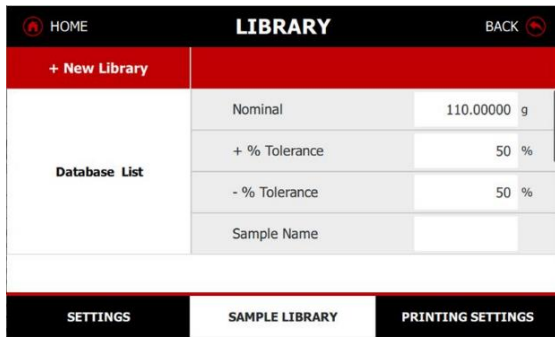 HOME LIBRARY BACK
+ New Library
Nominal 110.00000 g
+ % Tolerance 50 %
Database List
- % Tolerance 50 %
Sample Name
SETTINGS SAMPLE LIBRARY PRINTING SETTINGS